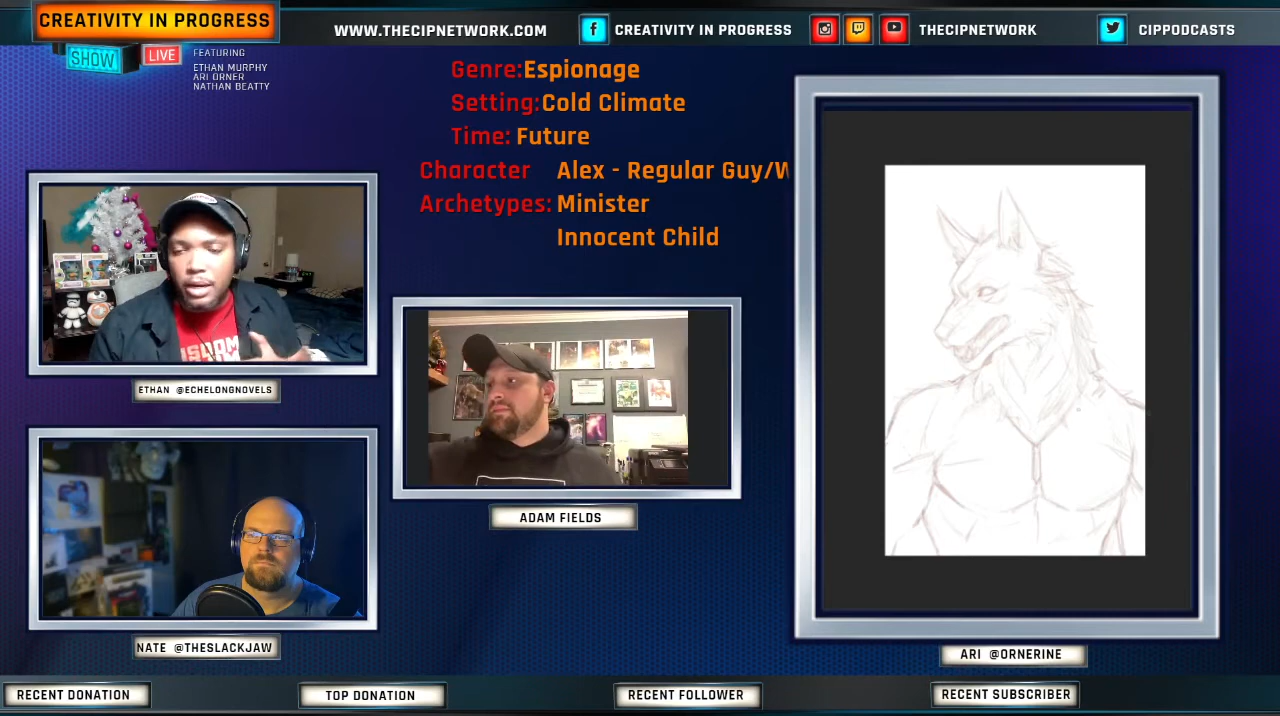 CREATIVITY IN PROGRESS
SHOW
LIVE
FEATURING
ETHAN MURPHY
ARI ORNER
NATHAN BEATTY
WWW.THECIPNETWORK.COM
CREATIVITY IN PROGRESS
THECIPNETWORK
CIPPODCASTS
Genre:Espionage
Setting:Cold Climate
Time: Future
Character Alex - Regular Guy/W
Archetypes: Minister
Innocent Child
ETHAN @ECHELONGNOVELS
ADAM FIELDS
NATE @THESLACKJAW
ARI @ORNERINE
RECENT DONATION
TOP DONATION
RECENT FOLLOWER
RECENT SUBSCRIBER